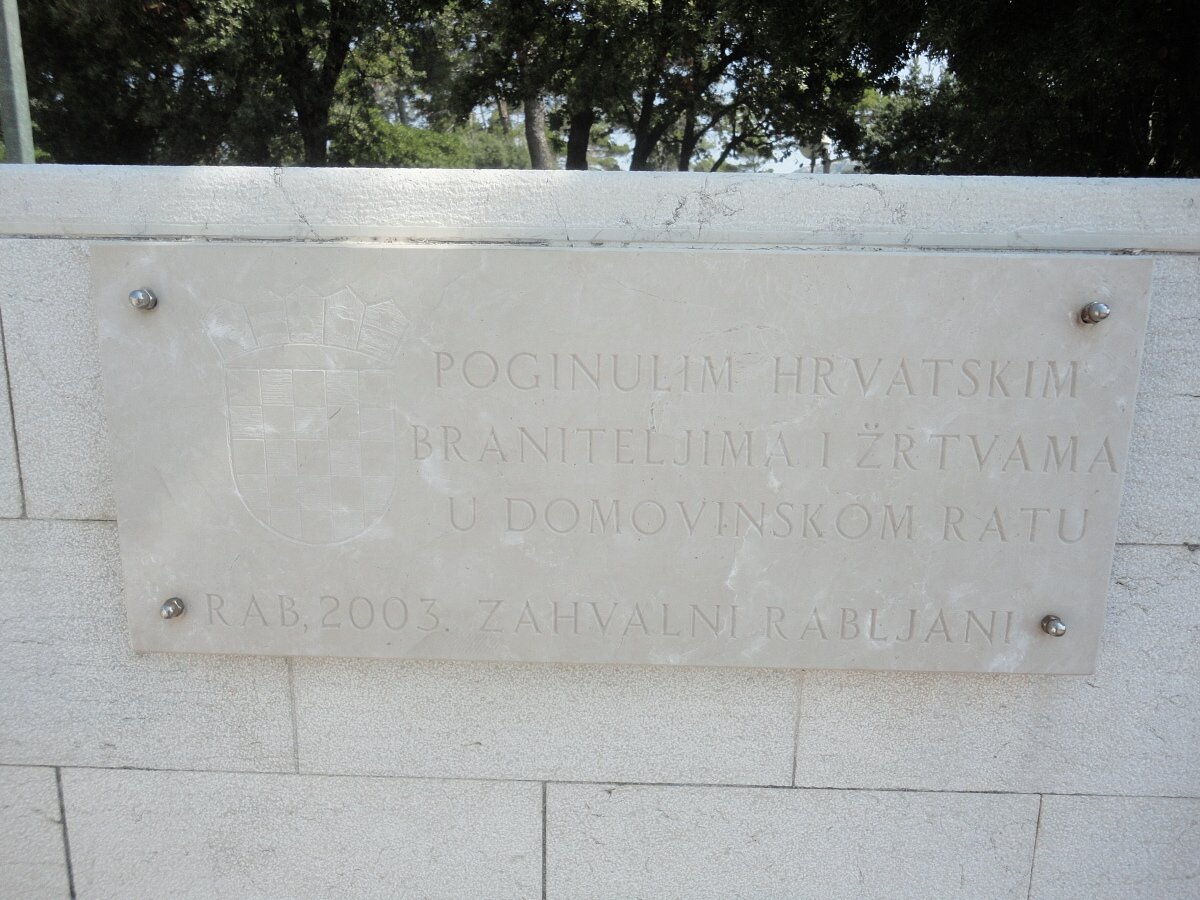 POGINULIM HRVATSKIM
BRANITELJIMA I ŽRTVAMA
U DOMOVINSKOM RATU
RAB, 2003. ZAHVALNI RABLJANI